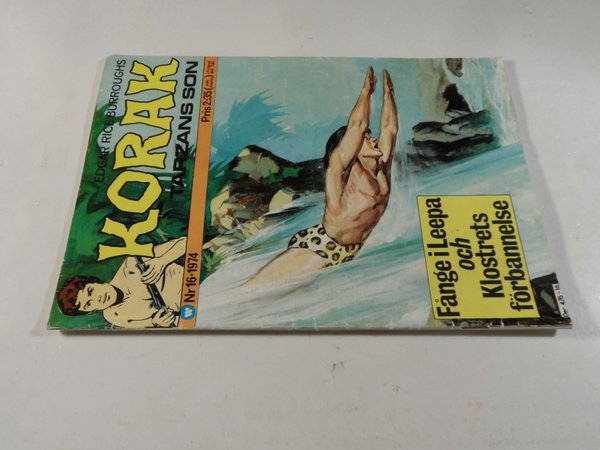 EDGAR RICE BURROUGHS
KORAK
TARZANS SON
Pris 2:35
Nr 16-1974
Fånge i Leepa
och
Klostrets
förbannelse